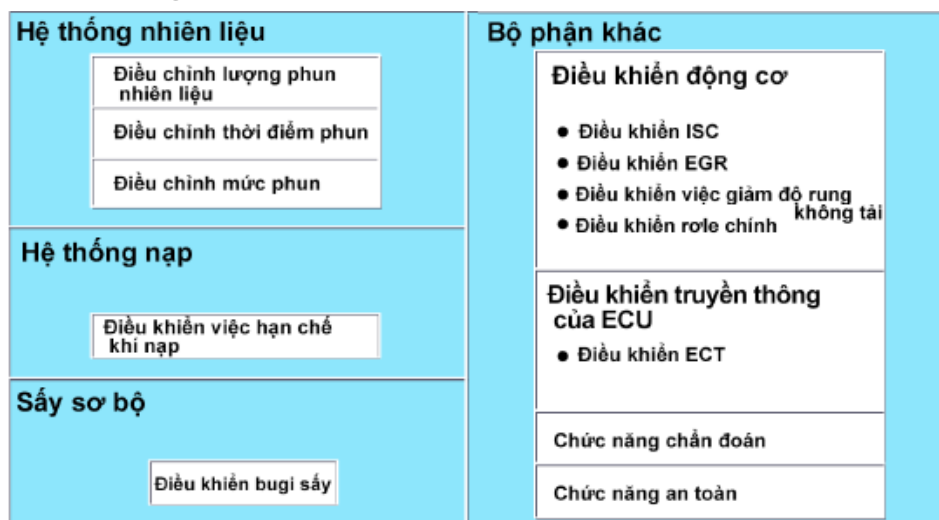 Hệ thống nhiên liệu
Điều chỉnh lượng phun
nhiên liệu
Điều chỉnh thời điểm phun
Điều chỉnh mức phun
Hệ thống nạp
Điều khiển việc hạn chế
khí nạp
Sấy sơ bộ
Điều khiển bugi sấy
Bộ phận khác
Điều khiển động cơ
● Điều khiển ISC
● Điều khiển EGR
● Điều khiển việc giảm độ rung
không tải
● Điều khiển rơle chính
Điều khiển truyền thông
của ECU
● Điều khiển ECT
Chức năng chẩn đoán
Chức năng an toàn